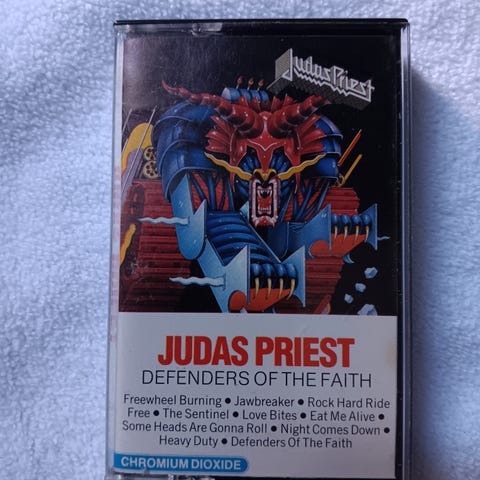 Judas Priest
JUDAS PRIEST
DEFENDERS OF THE FAITH
Freewheel Burning • Jawbreaker • Rock Hard Ride
Free • The Sentinel • Love Bites • Eat Me Alive •
Some Heads Are Gonna Roll • Night Comes Down •
Heavy Duty • Defenders Of The Faith
CHROMIUM DIOXIDE